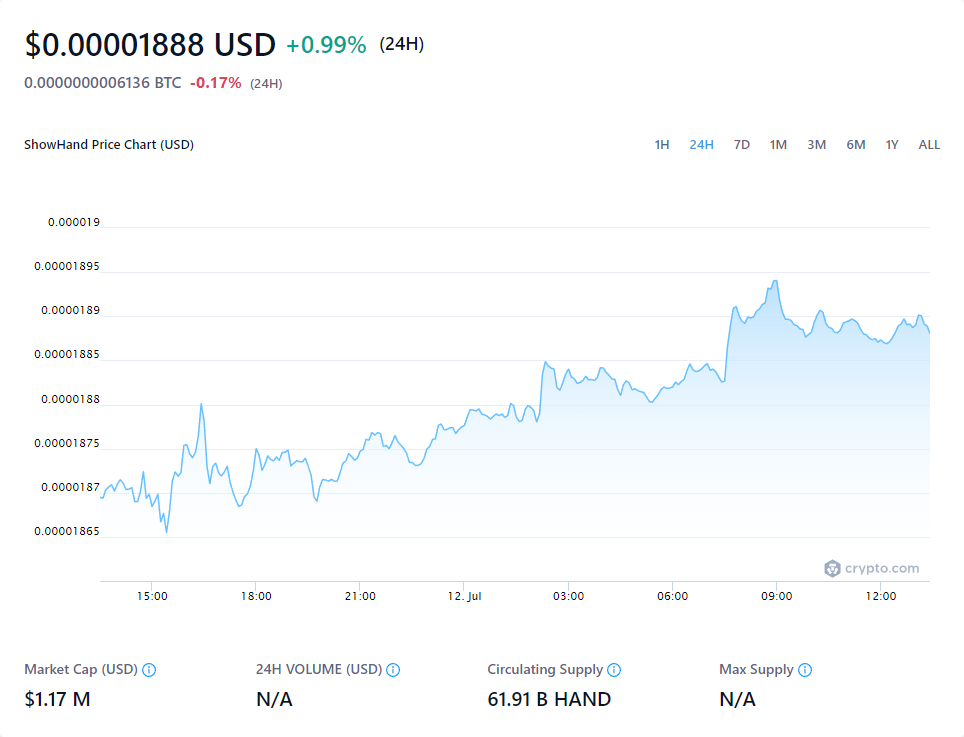 $0.00001888 USD +0.99% (24H)
0.0000000006136 BTC -0.17% (24H)
ShowHand Price Chart (USD) 1H 24H 7D 1M 3M 6M 1Y ALL
0.000019
0.00001895
0.0000189
0.00001885
0.0000188
0.00001875
0.0000187
0.00001865
crypto.com
15:00 18:00 21:00 12. Jul 03:00 06:00 09:00 12:00
Market Cap (USD) 24H VOLUME (USD) Circulating Supply Max Supply
$1.17 M N/A 61.91 B HAND N/A